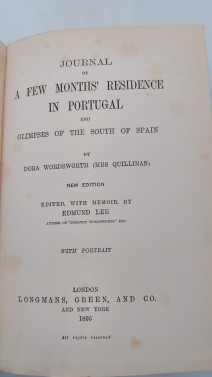 JOURNAL
OF
A FEW MONTHS' RESIDENCE
IN PORTUGAL
AND
GLIMPSES OF THE SOUTH OF SPAIN
BY
DORA WORDSWORTH (MRS QUILLINAN)
NEW EDITION
EDITED, WITH MEMOIR, BY
EDMUND LEE
AUTHOR OF "DOROTHY WORDSWORTH," ETC.
WITH PORTRAIT
LONDON
LONGMANS, GREEN, AND CO.
AND NEW YORK
1895
All rights reserved